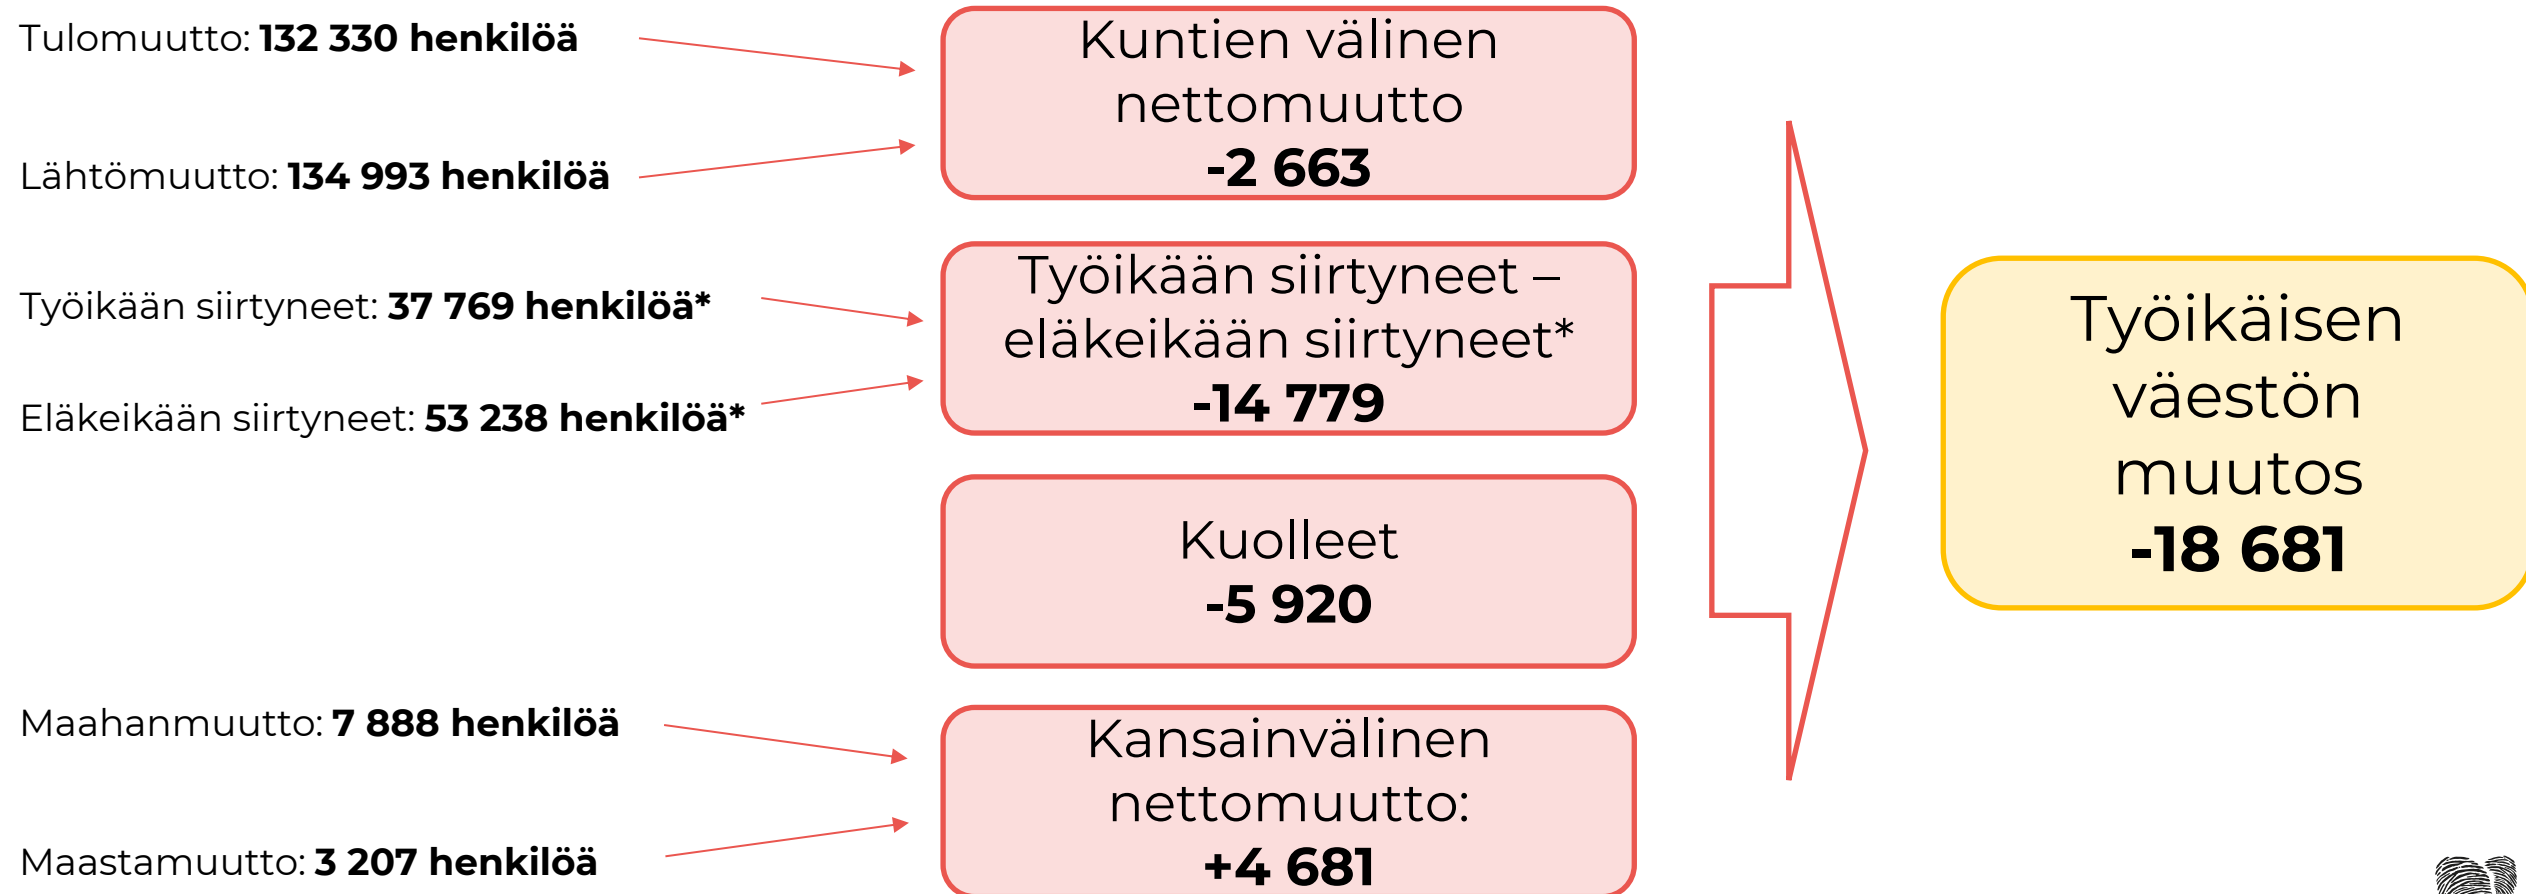 Tulomuutto: 132 330 henkilöä
Lähtömuutto: 134 993 henkilöä
Työikään siirtyneet: 37 769 henkilöä*
Eläkeikään siirtyneet: 53 238 henkilöä*
Maahanmuutto: 7 888 henkilöä
Maastamuutto: 3 207 henkilöä
Kuntien välinen
nettomuutto
-2 663
Työikään siirtyneet –
eläkeikään siirtyneet*
-14 779
Kuolleet
-5 920
Kansainvälinen
nettomuutto:
+4 681
Työikäisen
väestön
muutos
-18 681